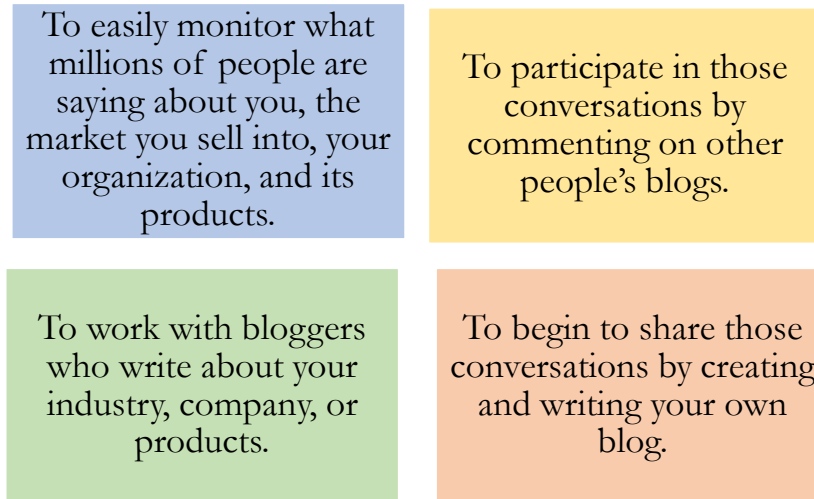 To easily monitor what
millions of people are
saying about you, the
market you sell into, your
organization, and its
products.
To participate in those
conversations by
commenting on other
people’s blogs.
To work with bloggers
who write about your
industry, company, or
products.
To begin to share those
conversations by creating
and writing your own
blog.